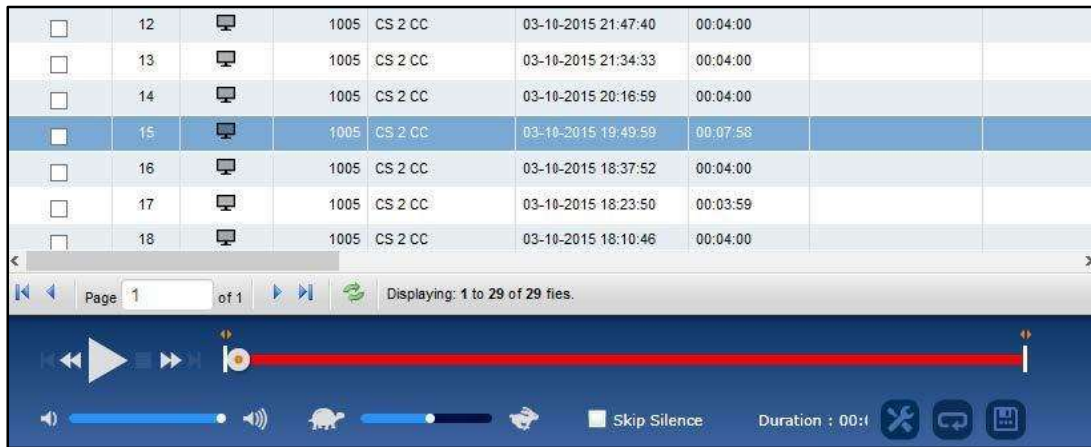 12 1005 CS 2 CC 03-10-2015 21:47:40 00:04:00
13 1005 CS 2 CC 03-10-2015 21:34:33 00:04:00
14 1005 CS 2 CC 03-10-2015 20:16:59 00:04:00
15 1005 CS 2 CC 03-10-2015 19:49:59 00:07:58
16 1005 CS 2 CC 03-10-2015 18:37:52 00:04:00
17 1005 CS 2 CC 03-10-2015 18:23:50 00:03:59
18 1005 CS 2 CC 03-10-2015 18:10:46 00:04:00
Page 1 of 1 Displaying: 1 to 29 of 29 fies.
Skip Silence Duration : 00:(